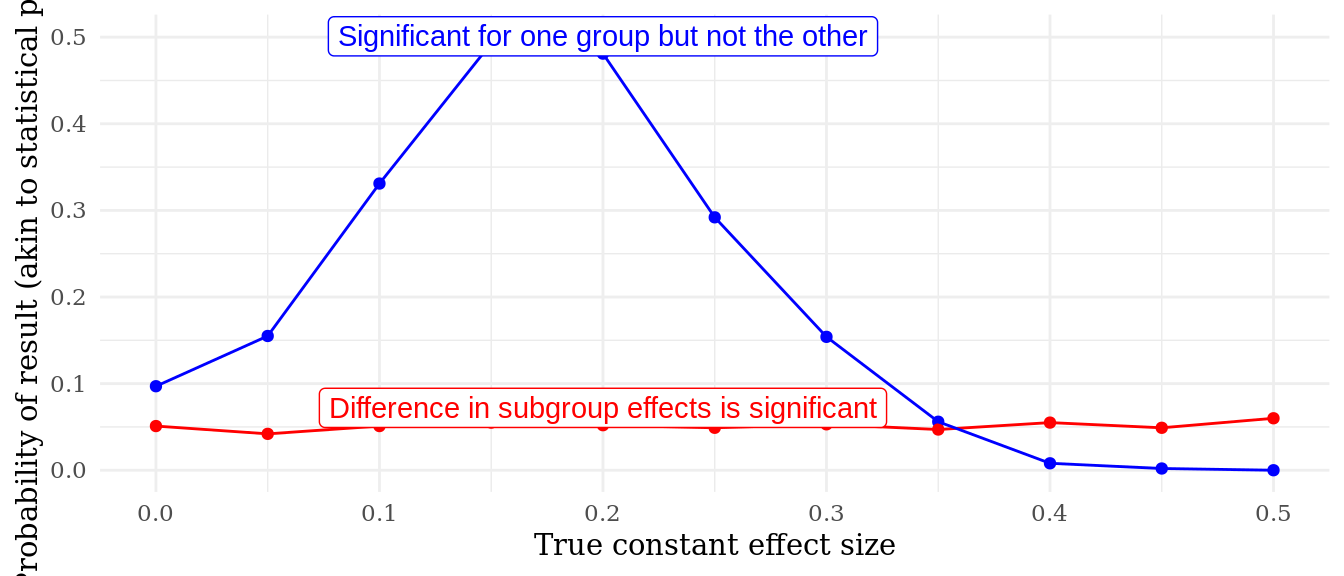 Probability of result (akin to statistical p
0.5
0.4
0.3
0.2
0.1
0.0
Significant for one group but not the other
Difference in subgroup effects is significant
0.0 0.1 0.2 0.3 0.4 0.5
True constant effect size